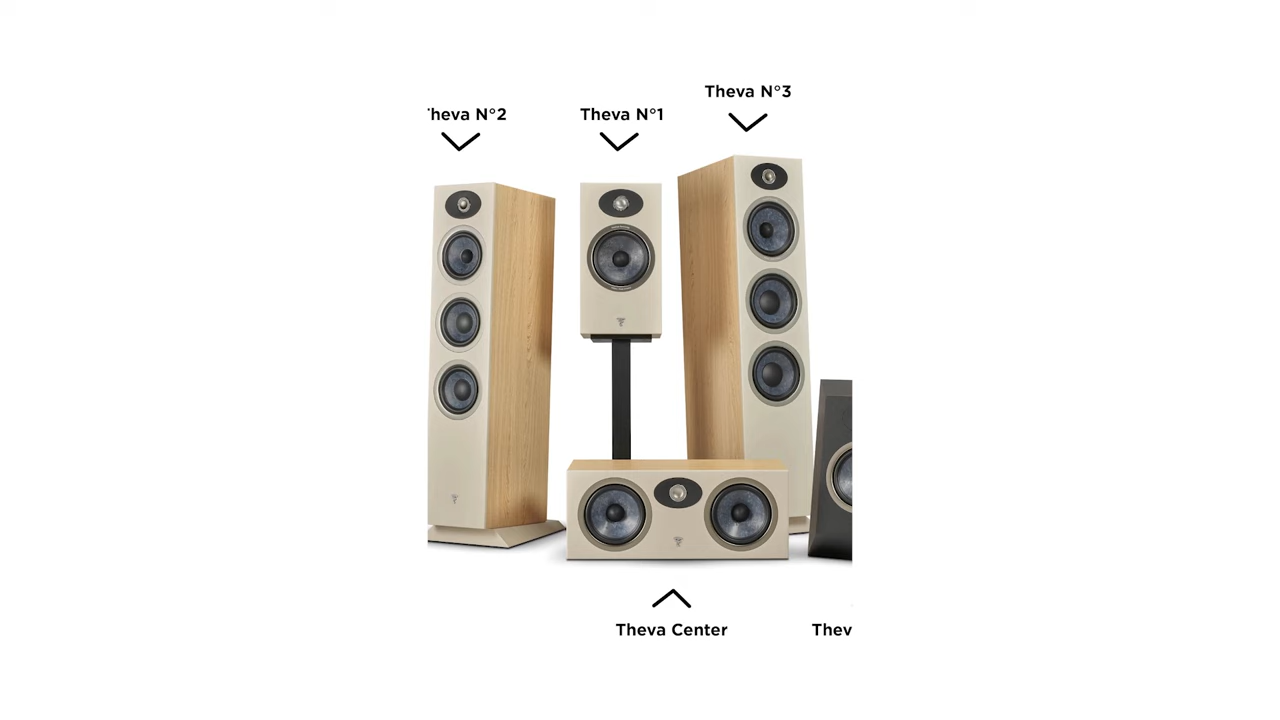 Theva N°3
heva N°2
Theva N°1
Theva Center
Thev